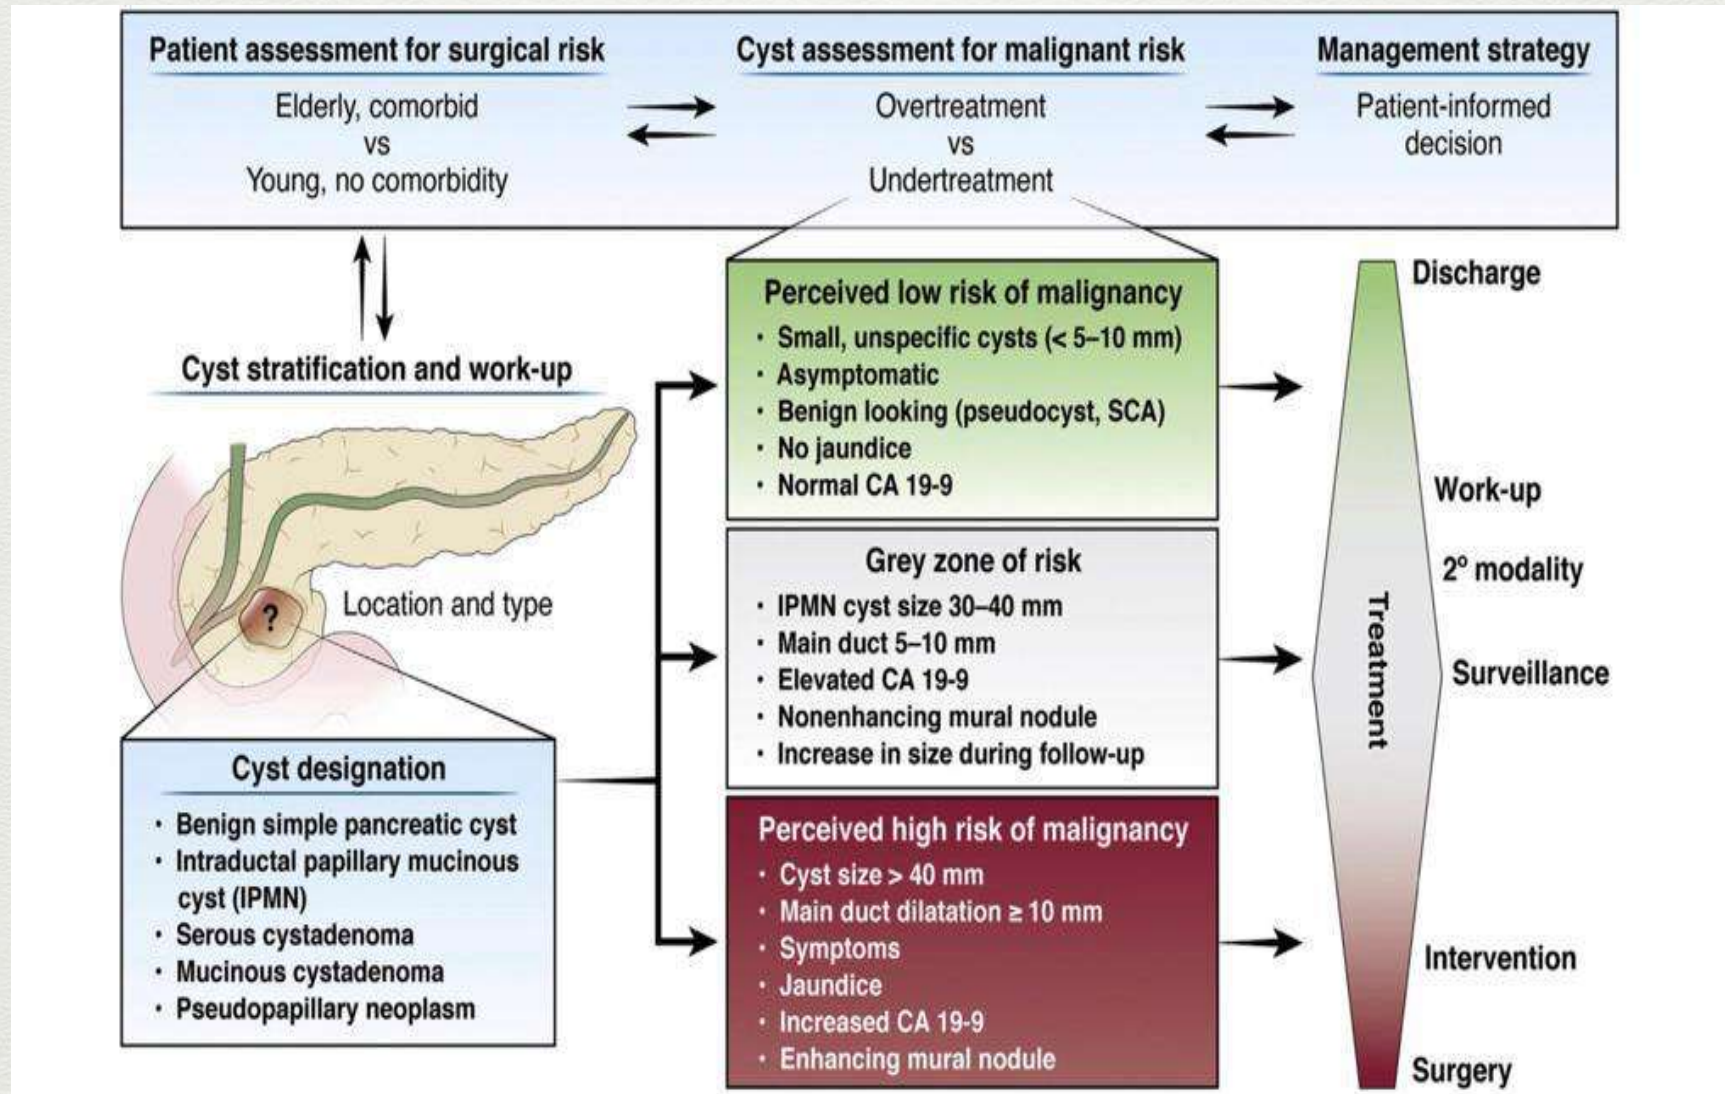 Patient assessment for surgical risk
Elderly, comorbid
vs
Young, no comorbidity
Cyst assessment for malignant risk
Overtreatment
vs
Undertreatment
Management strategy
Patient-informed
decision
Cyst stratification and work-up
?
Location and type
Cyst designation
· Benign simple pancreatic cyst
· Intraductal papillary mucinous
cyst (IPMN)
· Serous cystadenoma
· Mucinous cystadenoma
· Pseudopapillary neoplasm
Perceived low risk of malignancy
· Small, unspecific cysts (< 5–10 mm)
· Asymptomatic
· Benign looking (pseudocyst, SCA)
· No jaundice
· Normal CA 19-9
Grey zone of risk
· IPMN cyst size 30–40 mm
· Main duct 5–10 mm
· Elevated CA 19-9
· Nonenhancing mural nodule
· Increase in size during follow-up
Perceived high risk of malignancy
· Cyst size > 40 mm
· Main duct dilatation ≥ 10 mm
· Symptoms
· Jaundice
· Increased CA 19-9
· Enhancing mural nodule
Treatment
Discharge
Work-up
2º modality
Surveillance
Intervention
Surgery